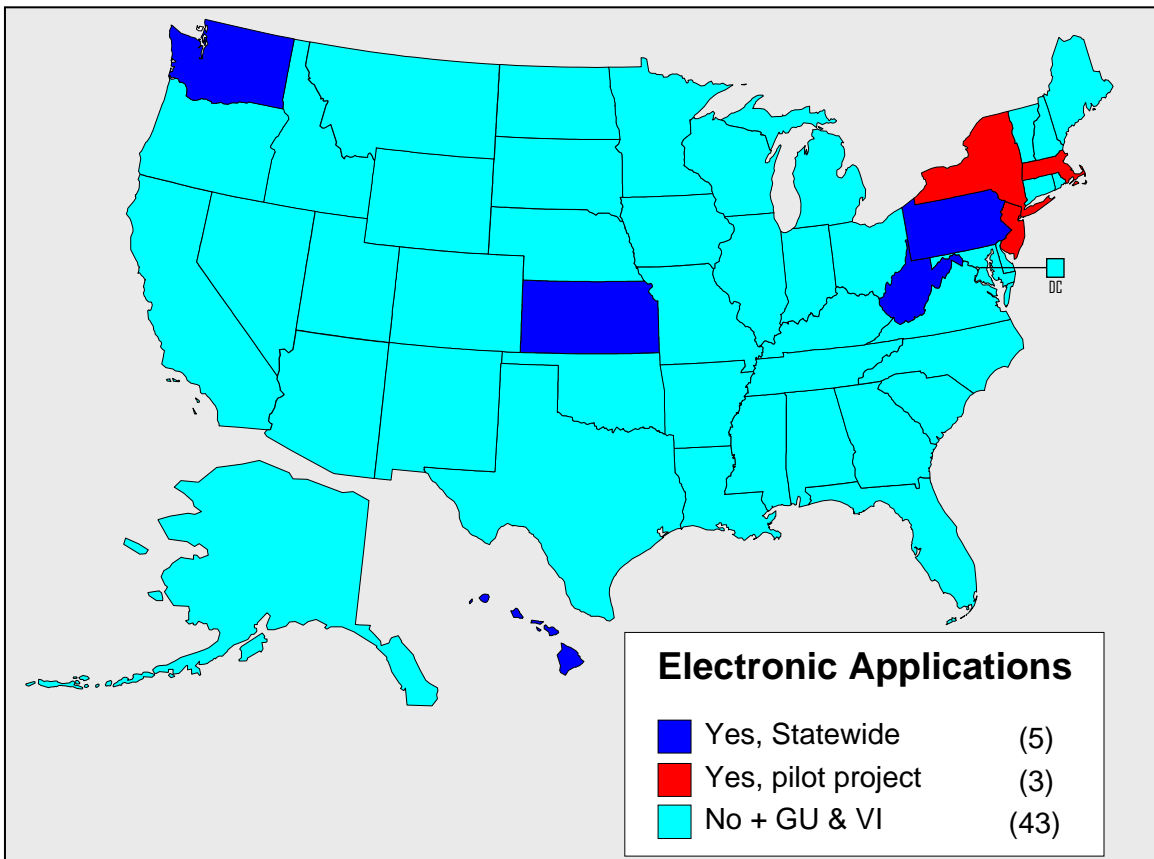 DC
Electronic Applications
Yes, Statewide (5)
Yes, pilot project (3)
No + GU & VI (43)